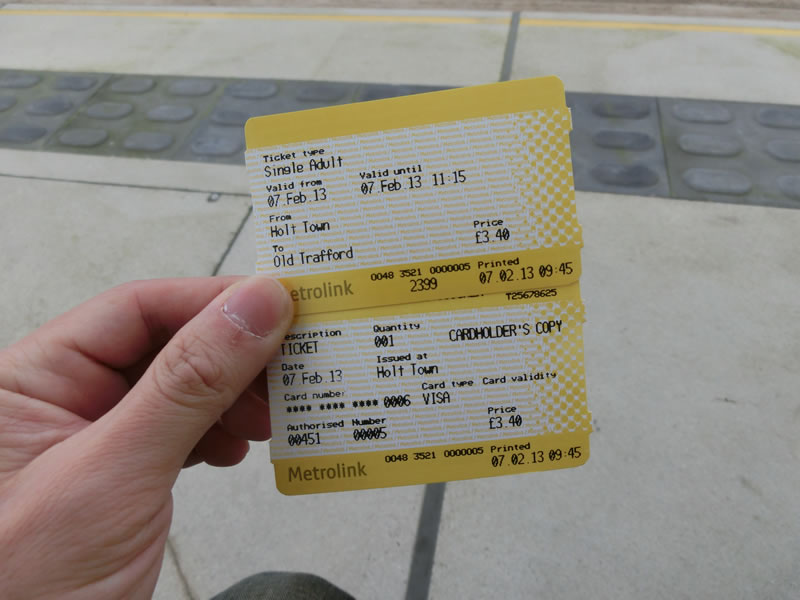 Ticket type
Single Adult
Valid from Valid until
07.Feb.13 07.Feb.13 11:15
From
Holt Town
To Price
Old Trafford £3.40
0048 3521 0000005 Printed
etrolink 2399 07.02.13 09:45
T25678625
escription Quantity CARDHOLDER'S COPY
TICKET 001
Date Issued at
07 Feb.13 Holt Town
Card number Card type Card validity
**** **** **** 0006 VISA
Authorised Number Price
00451 00005 £3.40
0048 3521 0000005 Printed
Metrolink 07.02.13 09:45